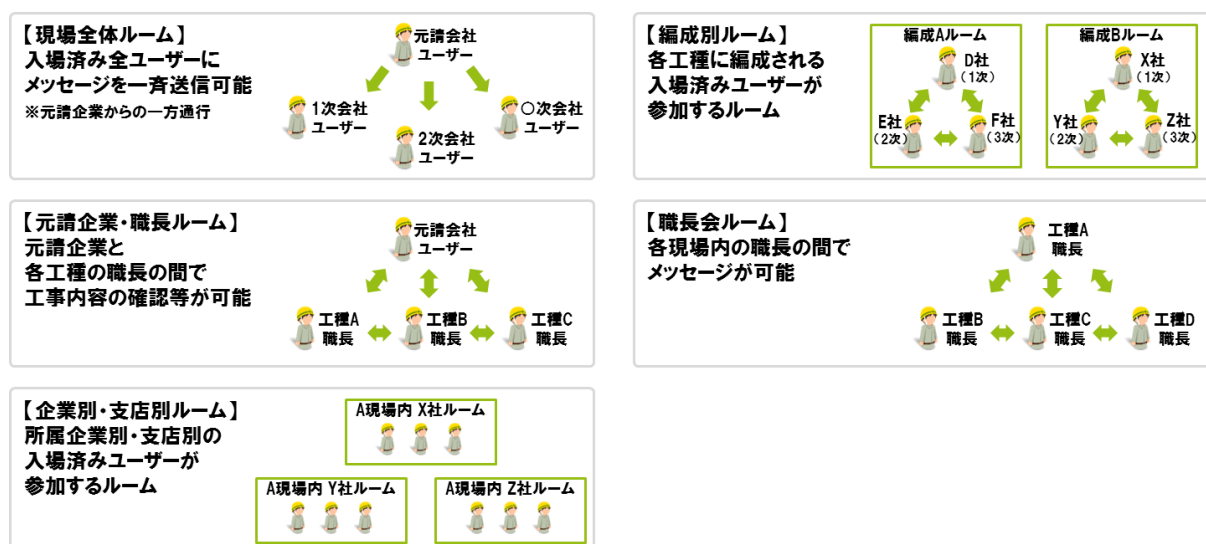 【現場全体ルーム】
入場済み全ユーザーに
メッセージを一斉送信可能
※元請企業からの一方通行
元請会社
ユーザー
1次会社
ユーザー
2次会社
ユーザー
〇次会社
ユーザー
【編成別ルーム】
各工種に編成される
入場済みユーザーが
参加するルーム
編成Aルーム
D社
(1次)
E社
(2次)
F社
(3次)
編成Bルーム
X社
(1次)
Y社
(2次)
Z社
(3次)
【元請企業・職長ルーム】
元請企業と
各工種の職長の間で
工事内容の確認等が可能
元請会社
ユーザー
工種A
職長
工種B
職長
工種C
職長
【職長会ルーム】
各現場内の職長の間で
メッセージが可能
工種A
職長
工種B
職長
工種C
職長
工種D
職長
【企業別・支店別ルーム】
所属企業別・支店別の
入場済みユーザーが
参加するルーム
A現場内 X社ルーム
A現場内 Y社ルーム
A現場内 Z社ルーム